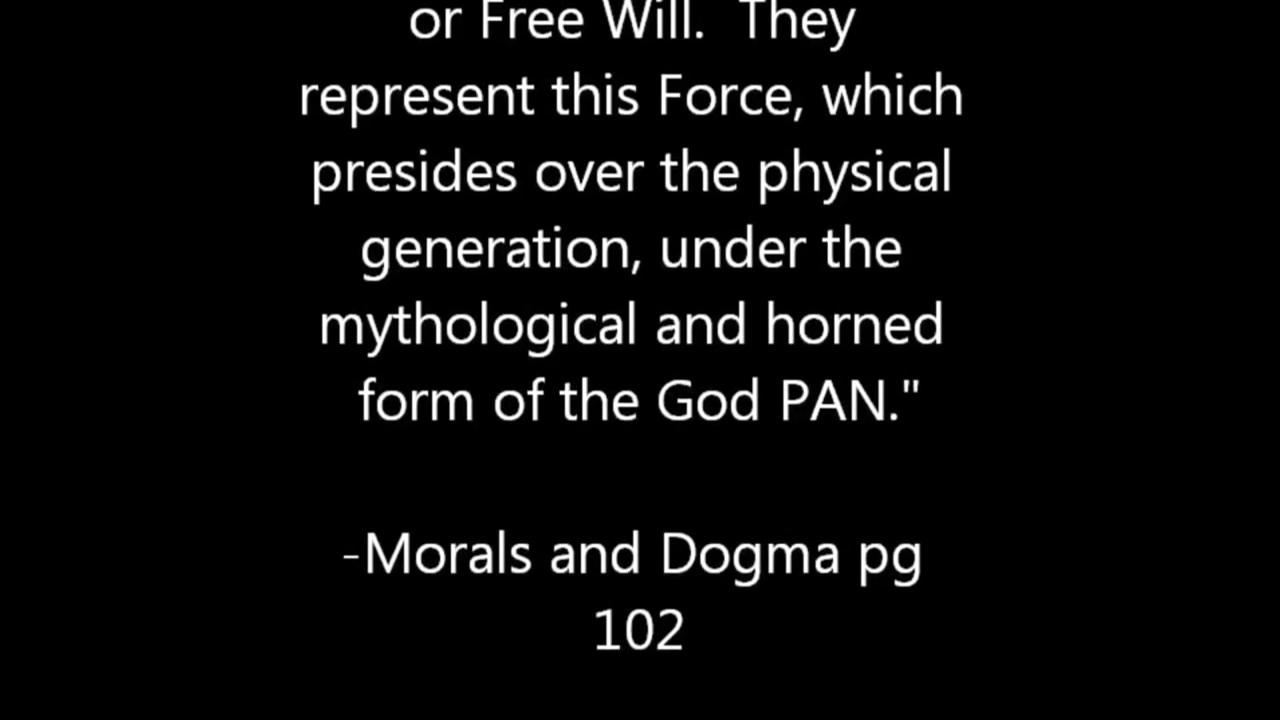 or Free Will. They
represent this Force, which
presides over the physical
generation, under the
mythological and horned
form of the God PAN."
-Morals and Dogma pg
102